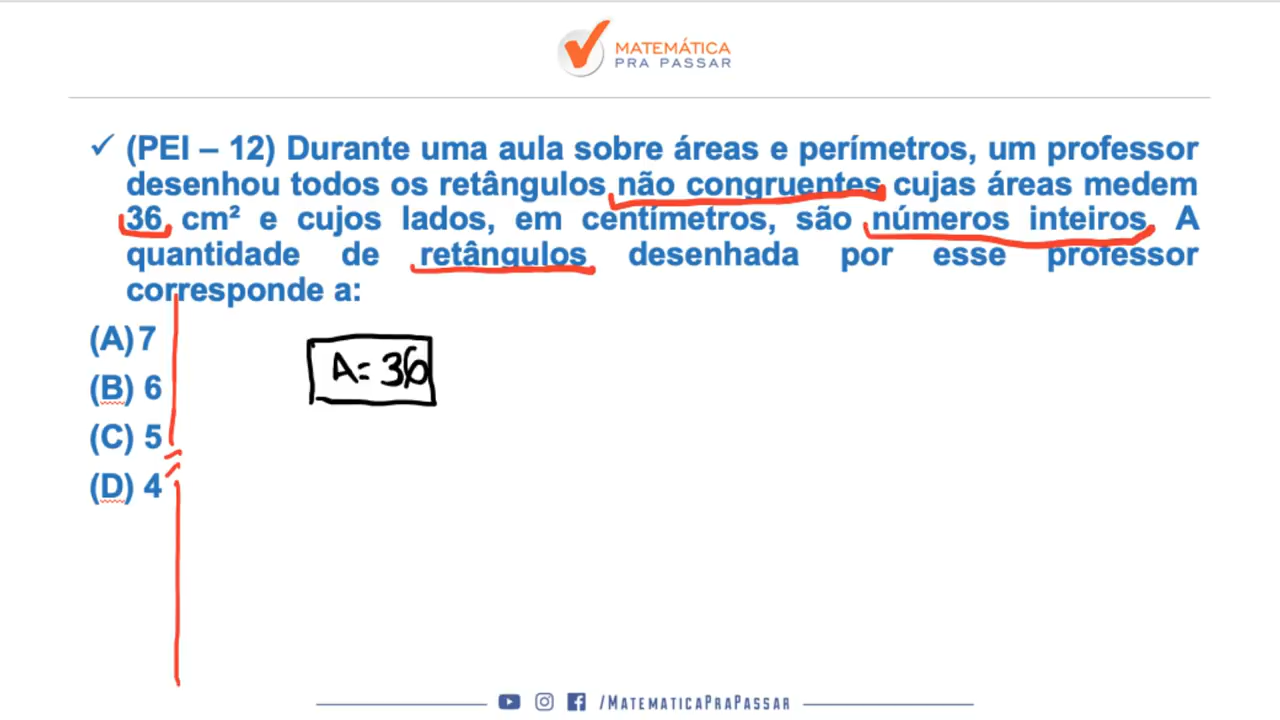 MATEMÁTICA
PRA PASSAR
✓ (PEI – 12) Durante uma aula sobre áreas e perímetros, um professor
desenhou todos os retângulos não congruentes cujas áreas medem
36 cm² e cujos lados, em centímetros, são números inteiros. A
quantidade de retângulos desenhada por esse professor
corresponde a:
(A) 7
(B) 6
(C) 5
(D) 4
A = 36
/MATEMATICAPRAPASSAR